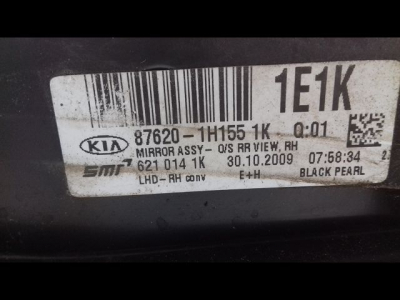 1E1K
KIA 87620-1H155 1K Q:01
MIRROR ASSY- O/S RR VIEW, RH
smr 621 014 1K 30.10.2009 07:58:34
LHD-RH conv E+H BLACK PEARL